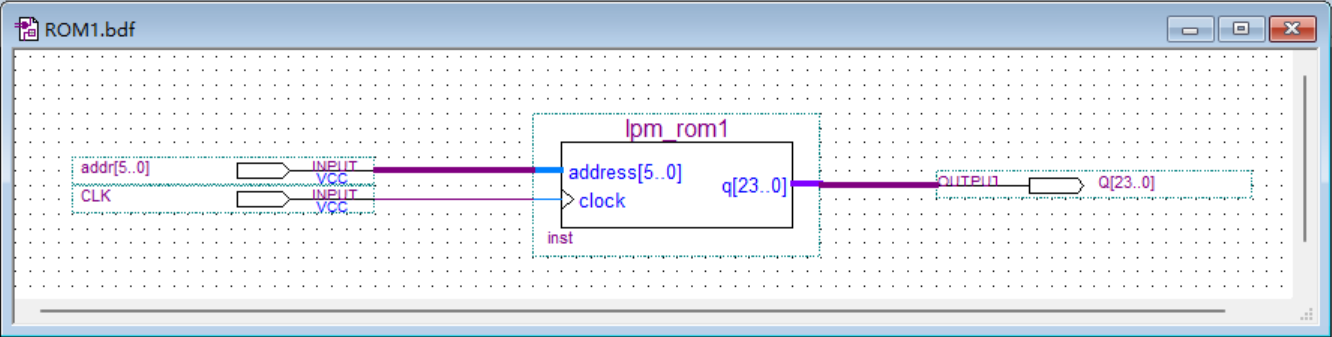 ROM1.bdf
lpm_rom1
addr[5..0] INPUT
VCC
address[5..0]
q[23..0]
OUTPUT Q[23..0]
CLK INPUT
VCC
clock
inst